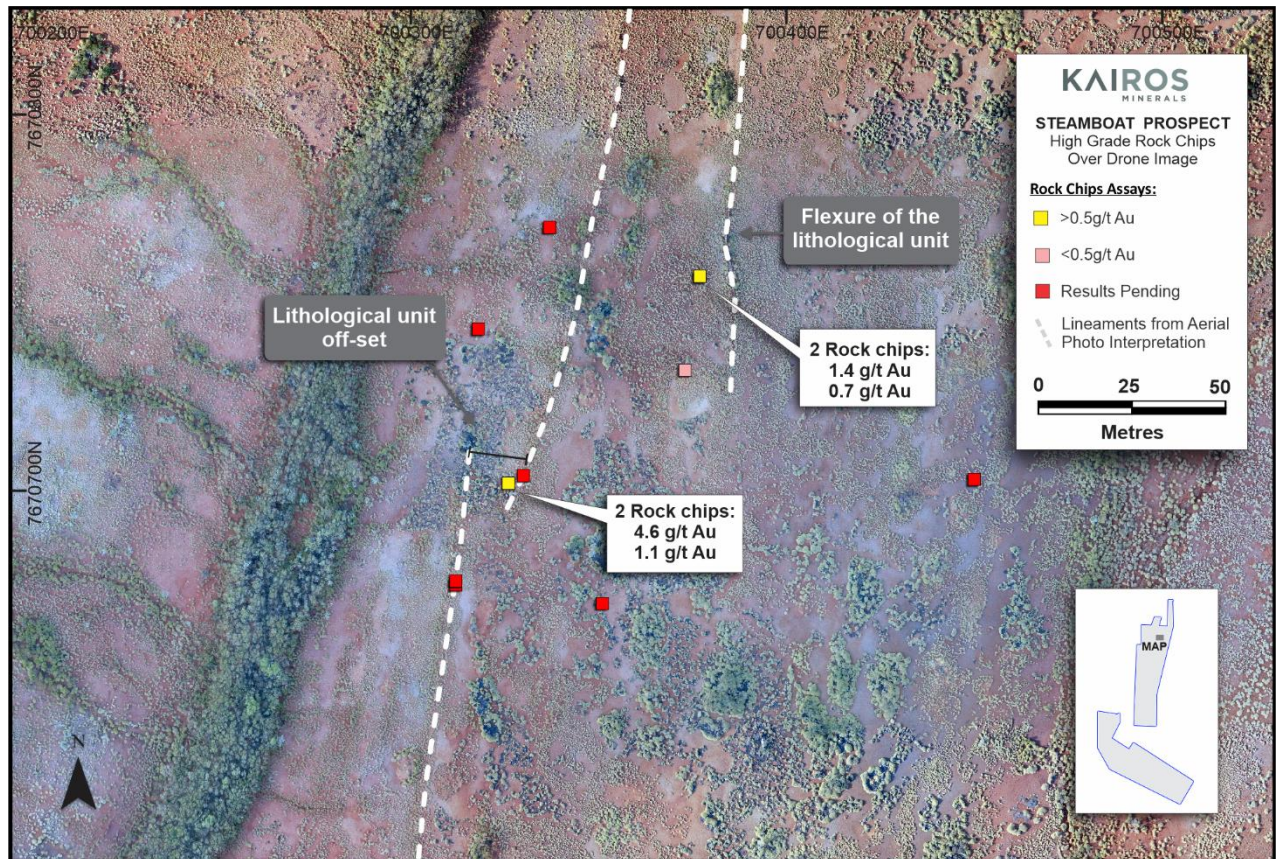 700200E
700300E
700400E
700500E
7670800N
7670700N
KAIROS
MINERALS
STEAMBOAT PROSPECT
High Grade Rock Chips
Over Drone Image
Rock Chips Assays:
>0.5g/t Au
<0.5g/t Au
Results Pending
Lineaments from Aerial
Photo Interpretation
0 25 50
Metres
Flexure of the
lithological unit
Lithological unit
off-set
2 Rock chips:
1.4 g/t Au
0.7 g/t Au
2 Rock chips:
4.6 g/t Au
1.1 g/t Au
MAP
N